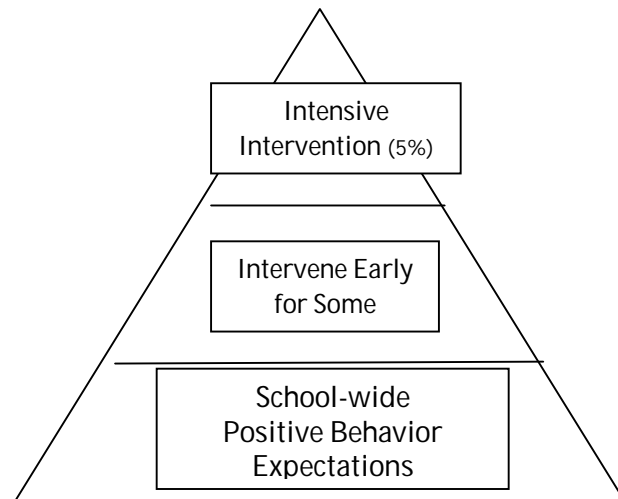 Intensive
Intervention (5%)
Intervene Early
for Some
School-wide
Positive Behavior
Expectations